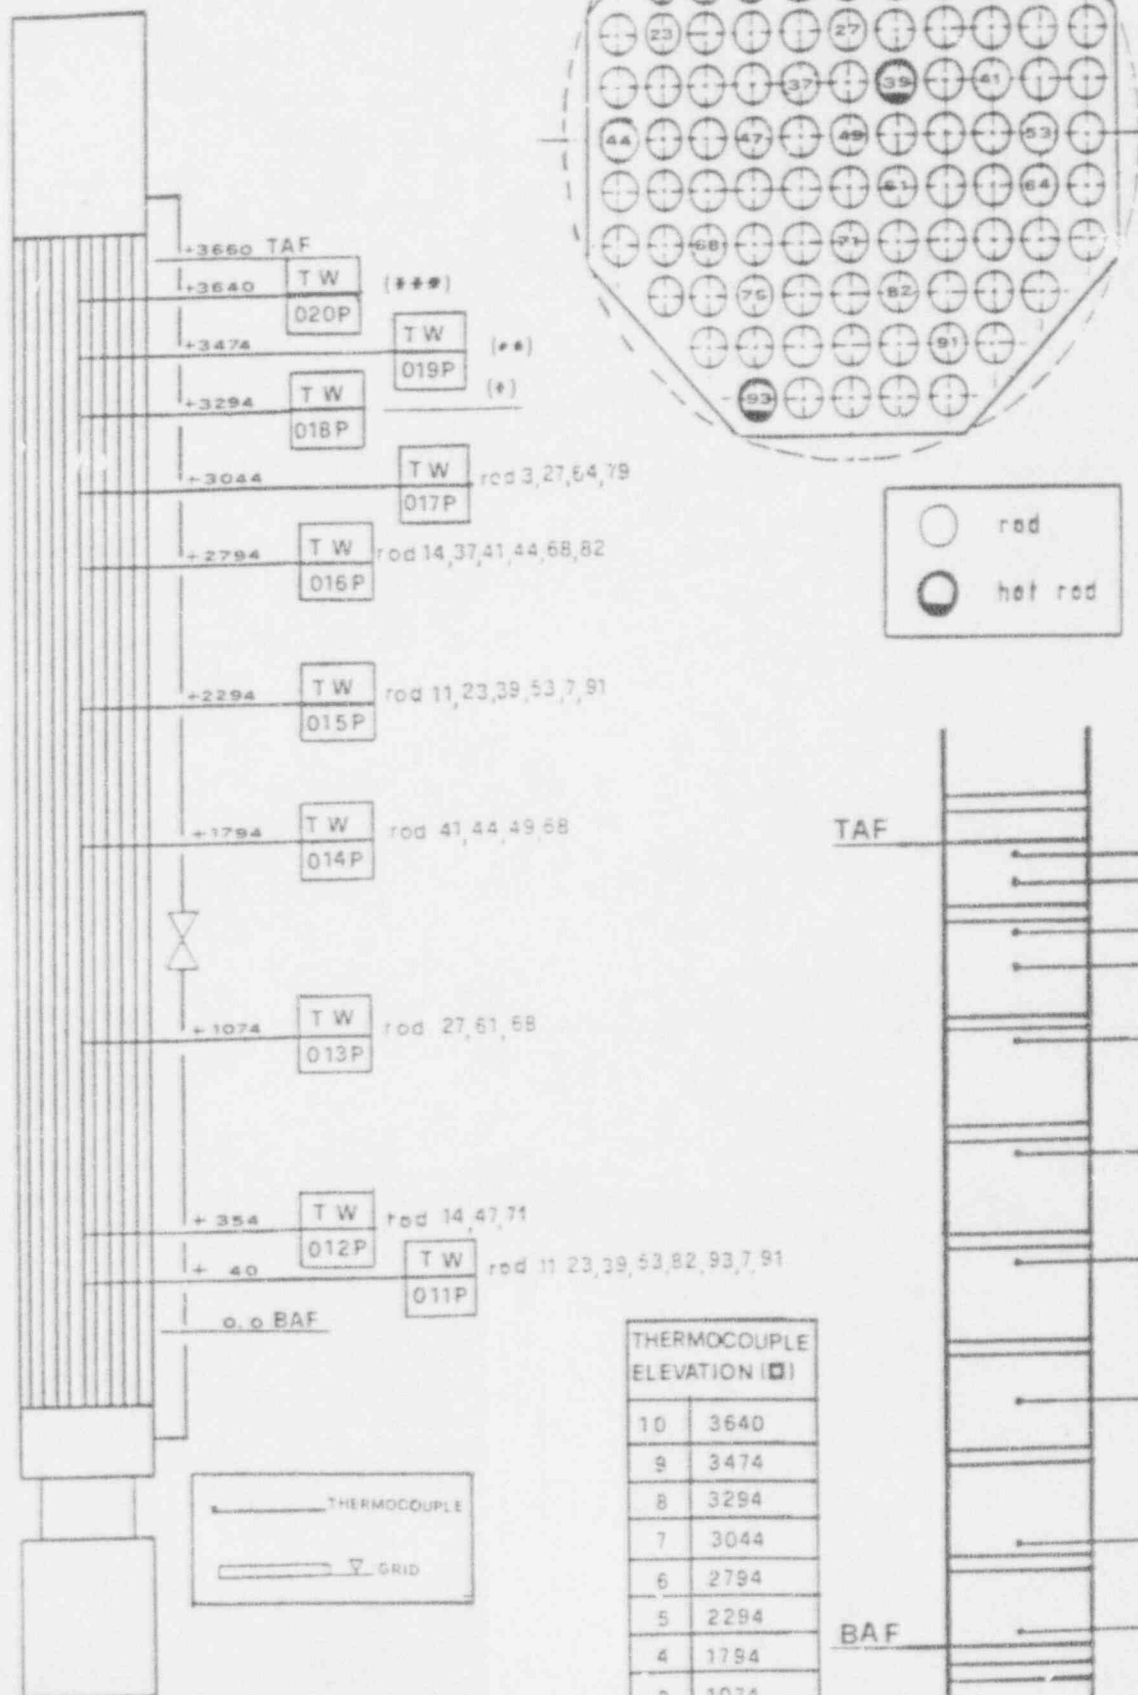 23 27
37 39 41
44 47 49 53
61 64
68 71
75 82
91
93
+3660 TAF
+3640 TW 020P (***)
+3474 TW 019P (**)
+3294 TW 018P (*)
+3044 TW 017P rod 3,27,64,79
+2794 TW 016P rod 14,37,41,44,68,82
rod
hot rod
+2294 TW 015P rod 11,23,39,53,7,91
+1794 TW 014P rod 41,44,49,68
TAF
+1074 TW 013P rod 27,61,68
+354 TW 012P rod 14,47,71
+ 40 TW 011P rod 11 23,39,53,82,93,7,91
0.0 BAF
THERMOCOUPLE
ELEVATION
10 3640
9 3474
8 3294
7 3044
6 2794
5 2294
4 1794
1074
THERMOCOUPLE
GRID
BAF